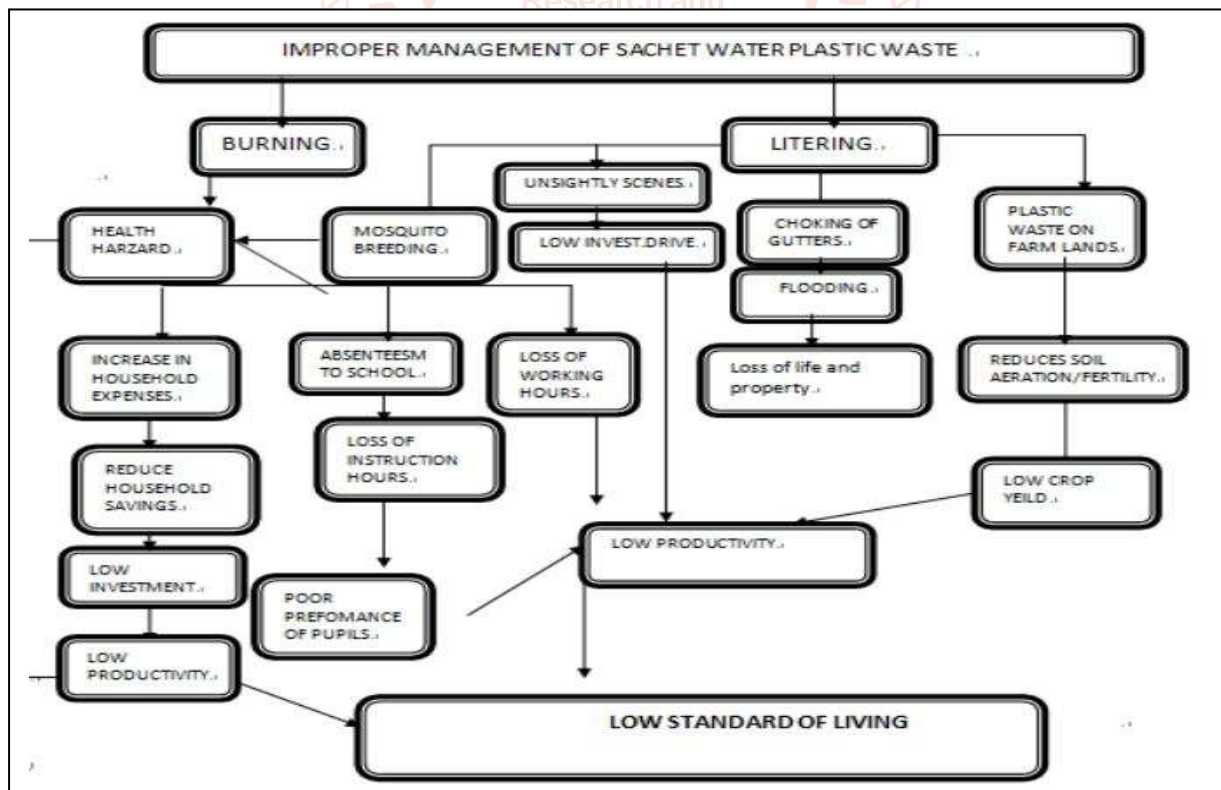 Research and
IMPROPER MANAGEMENT OF SACHET WATER PLASTIC WASTE
BURNING.
LITERING.
UNSIGHTLY SCENES.
HEALTH
HARZARD.
MOSQUITO
BREEDING.
LOW INVEST.DRIVE.
CHOKING OF
GUTTERS.
PLASTIC
WASTE ON
FARM LANDS.
FLOODING.
INCREASE IN
HOUSEHOLD
EXPENSES.
ABSENTEESM
TO SCHOOL.
LOSS OF
WORKING
HOURS.
Loss of life and
property.
REDUCES SOIL
AERATION/FERTILITY.
REDUCE
HOUSEHOLD
SAVINGS.
LOSS OF
INSTRUCTION
HOURS.
LOW CROP
YEILD.
LOW PRODUCTIVITY.
LOW
INVESTMENT.
POOR
PREFOMANCE
OF PUPILS.
LOW
PRODUCTIVITY.
LOW STANDARD OF LIVING